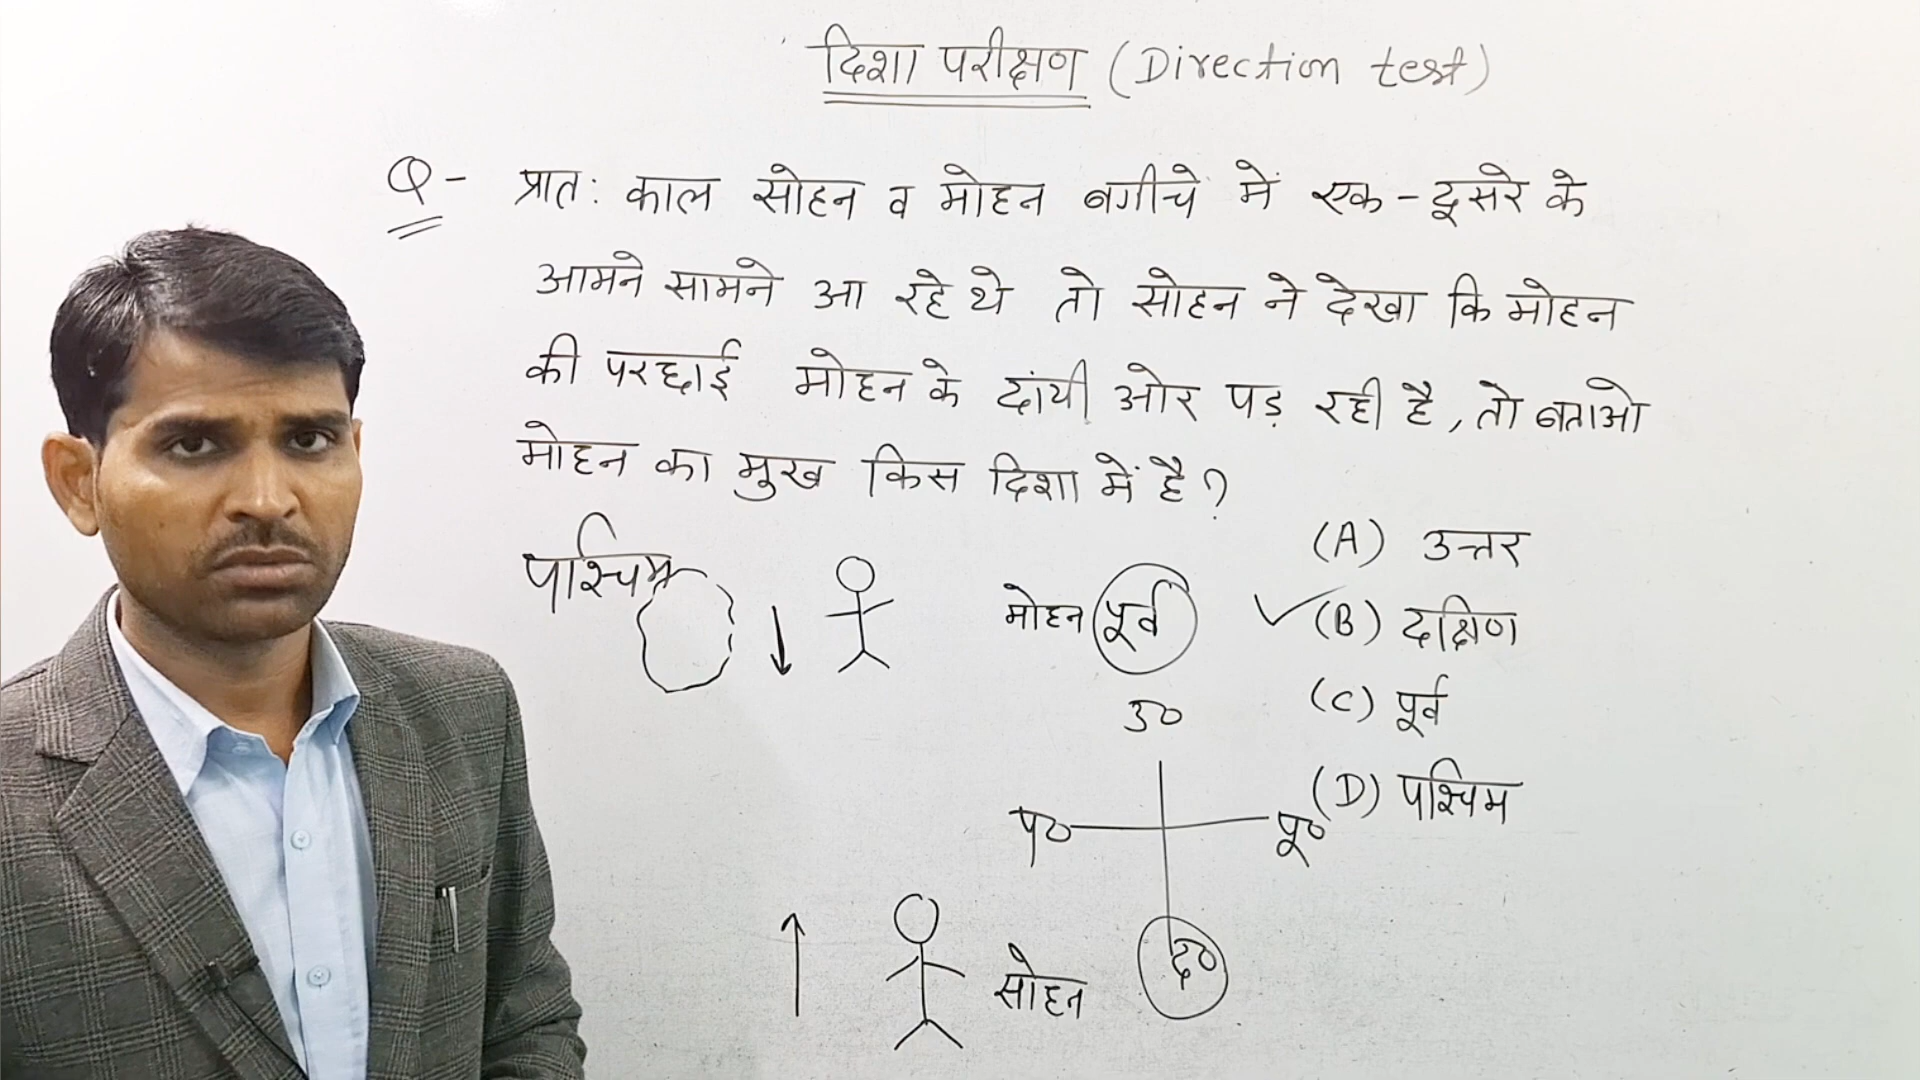 दिशा परीक्षण (Direction test)
Q- प्रातः काल सोहन व मोहन बगीचे में एक-दूसरे के
आमने सामने आ रहे थे तो सोहन ने देखा कि मोहन
की परछाई मोहन के दांयी ओर पड़ रही है, तो बताओ
मोहन का मुख किस दिशा में है?
(A) उत्तर
(B) दक्षिण
(C) पूर्व
(D) पश्चिम
पश्चिम
मोहन पूर्व
उ०
प० पू०
द०
सोहन